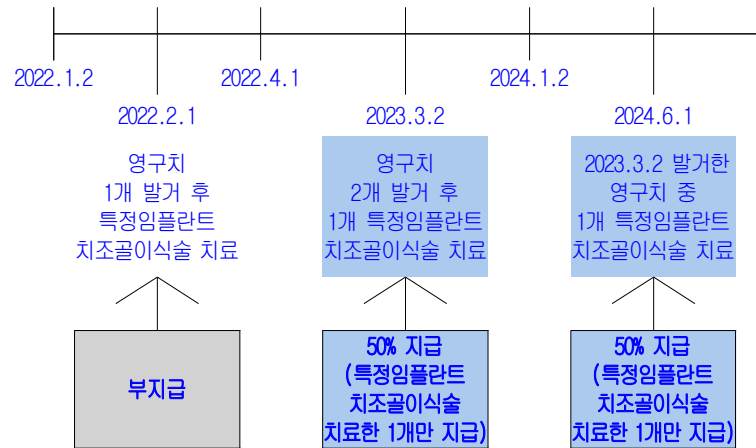 2022.1.2
2022.4.1
2024.1.2
2022.2.1
2023.3.2
2024.6.1
영구치
1개 발거 후
특정임플란트
치조골이식술 치료
영구치
2개 발거 후
1개 특정임플란트
치조골이식술 치료
2023.3.2 발거한
영구치 중
1개 특정임플란트
치조골이식술 치료
부지급
50% 지급
(특정임플란트
치조골이식술
치료한 1개만 지급)
50% 지급
(특정임플란트
치조골이식술
치료한 1개만 지급)